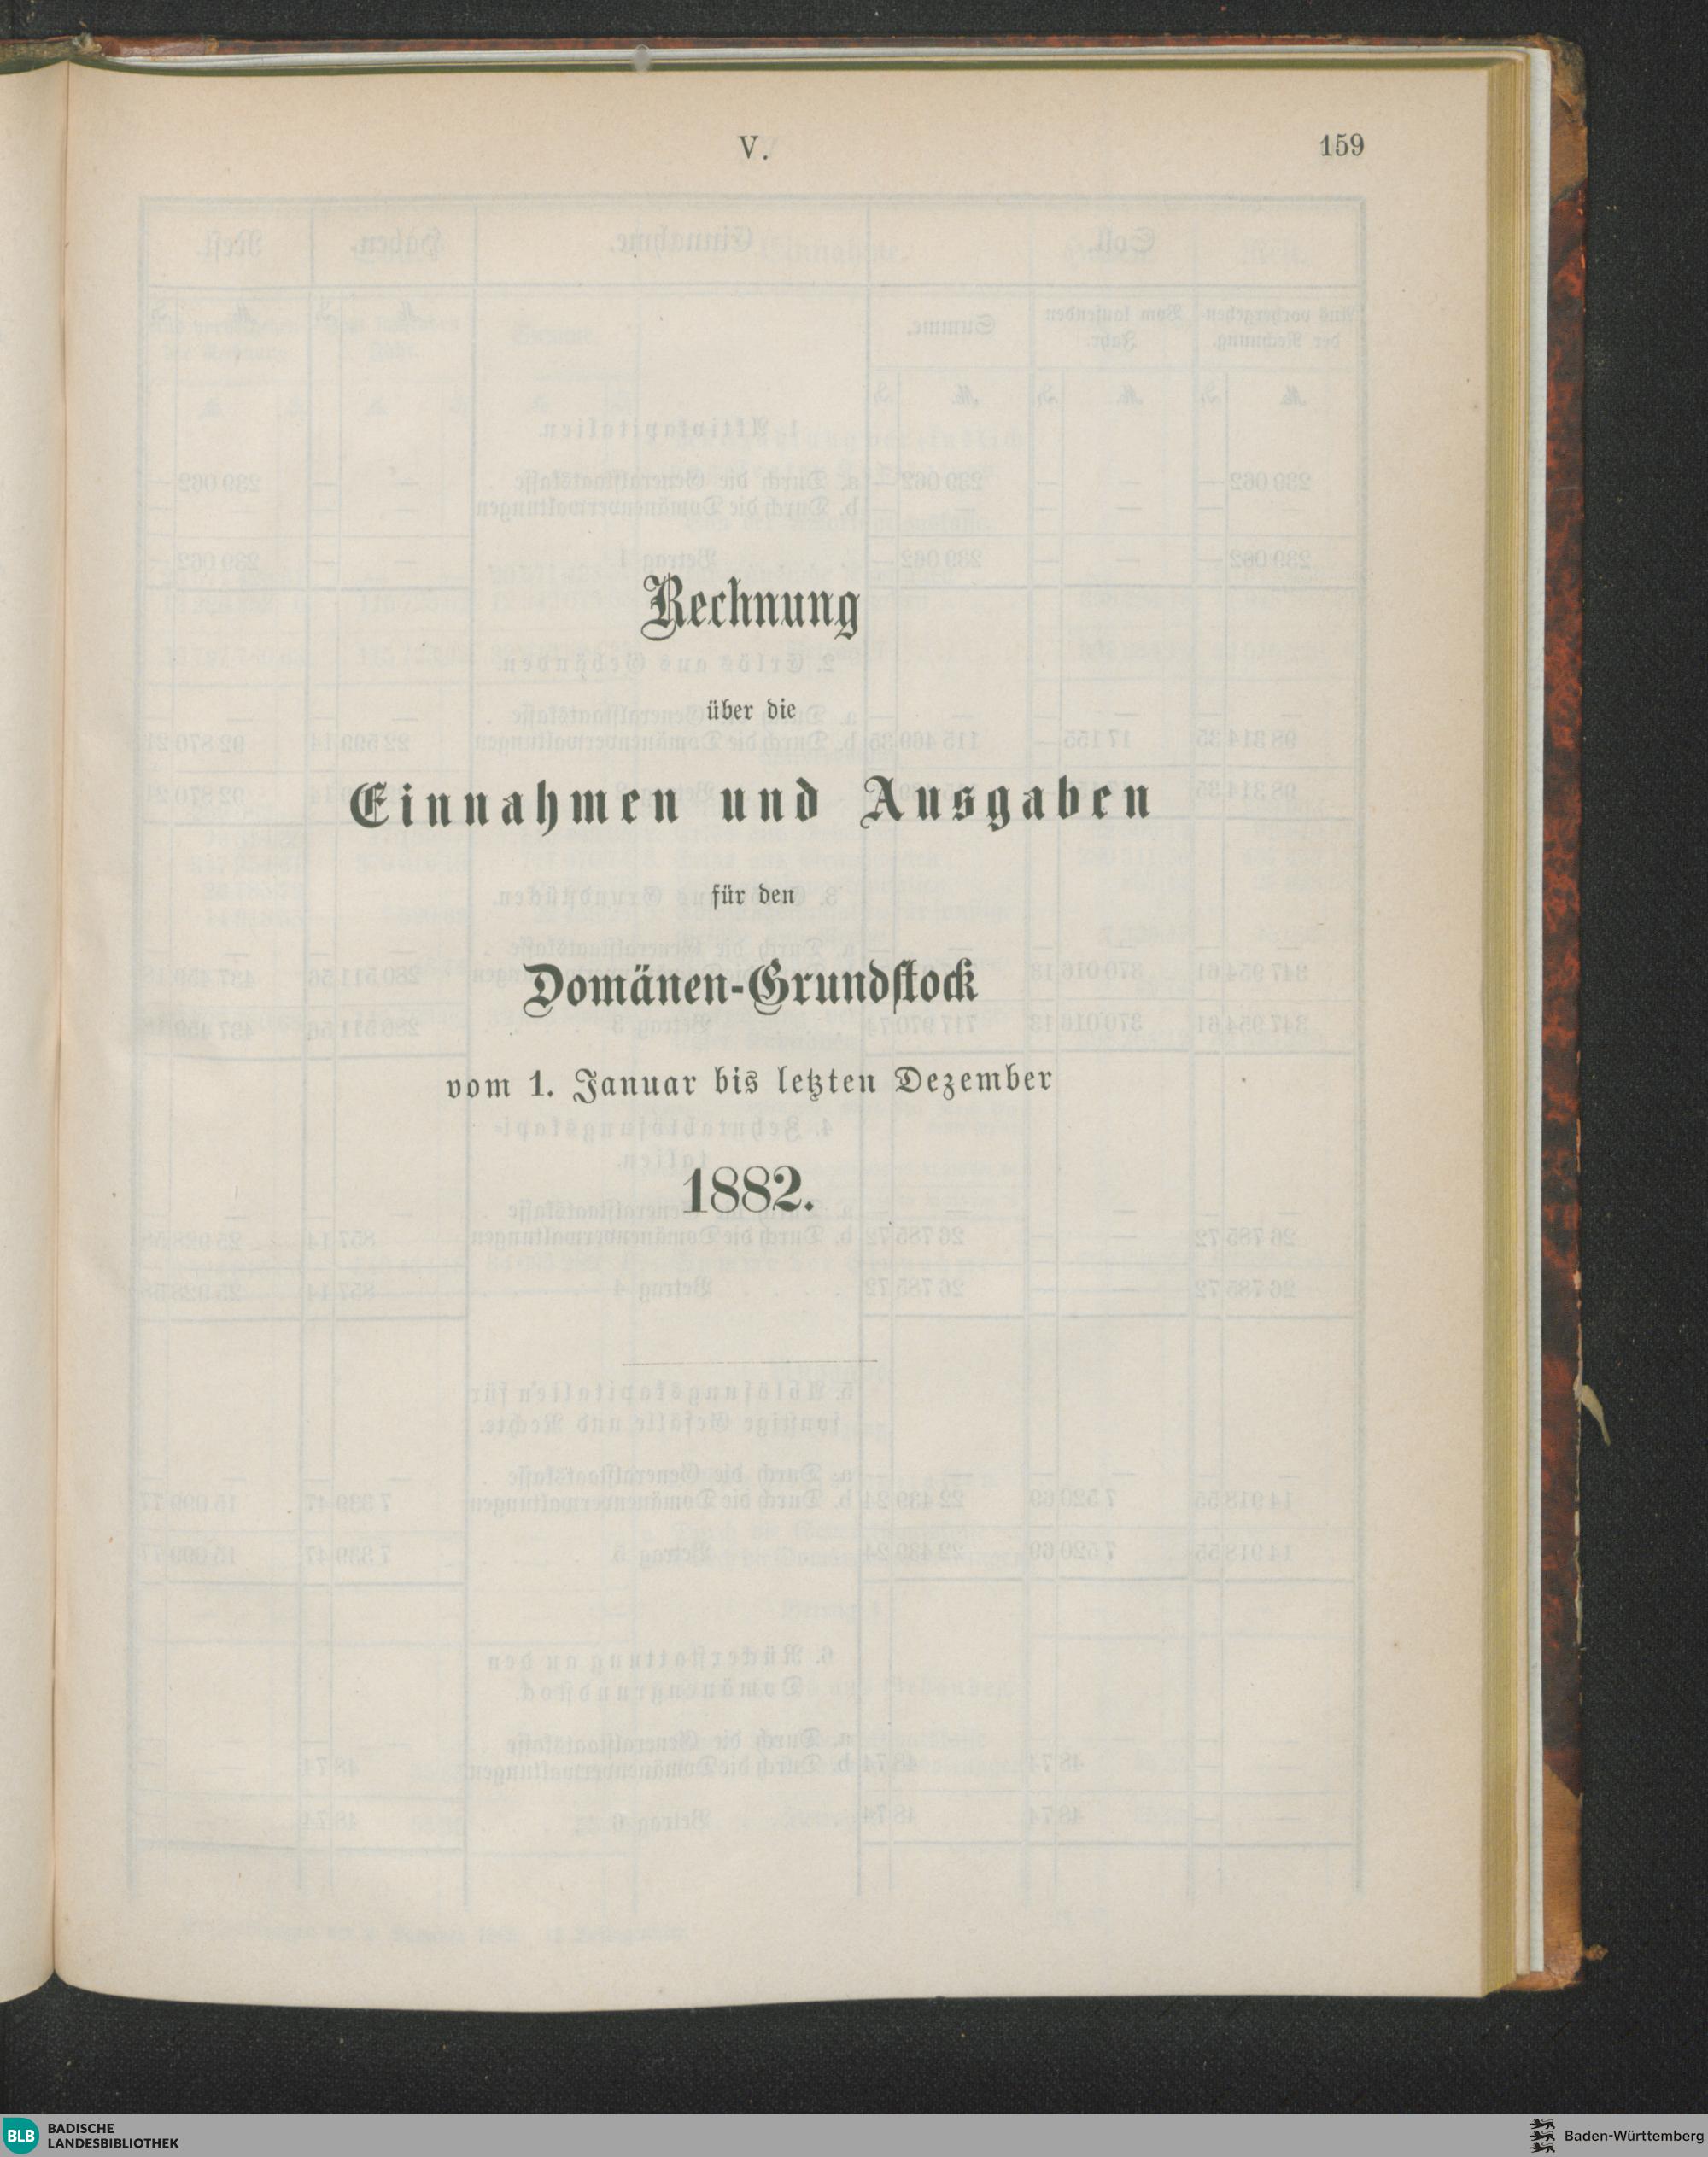 V.
159
Rechnung
über die
Einnahmen und Ausgaben
für den
Domänen-Grundstock
vom 1. Januar bis letzten Dezember
1882.
BLB BADISCHE
LANDESBIBLIOTHEK
Baden-Württemberg